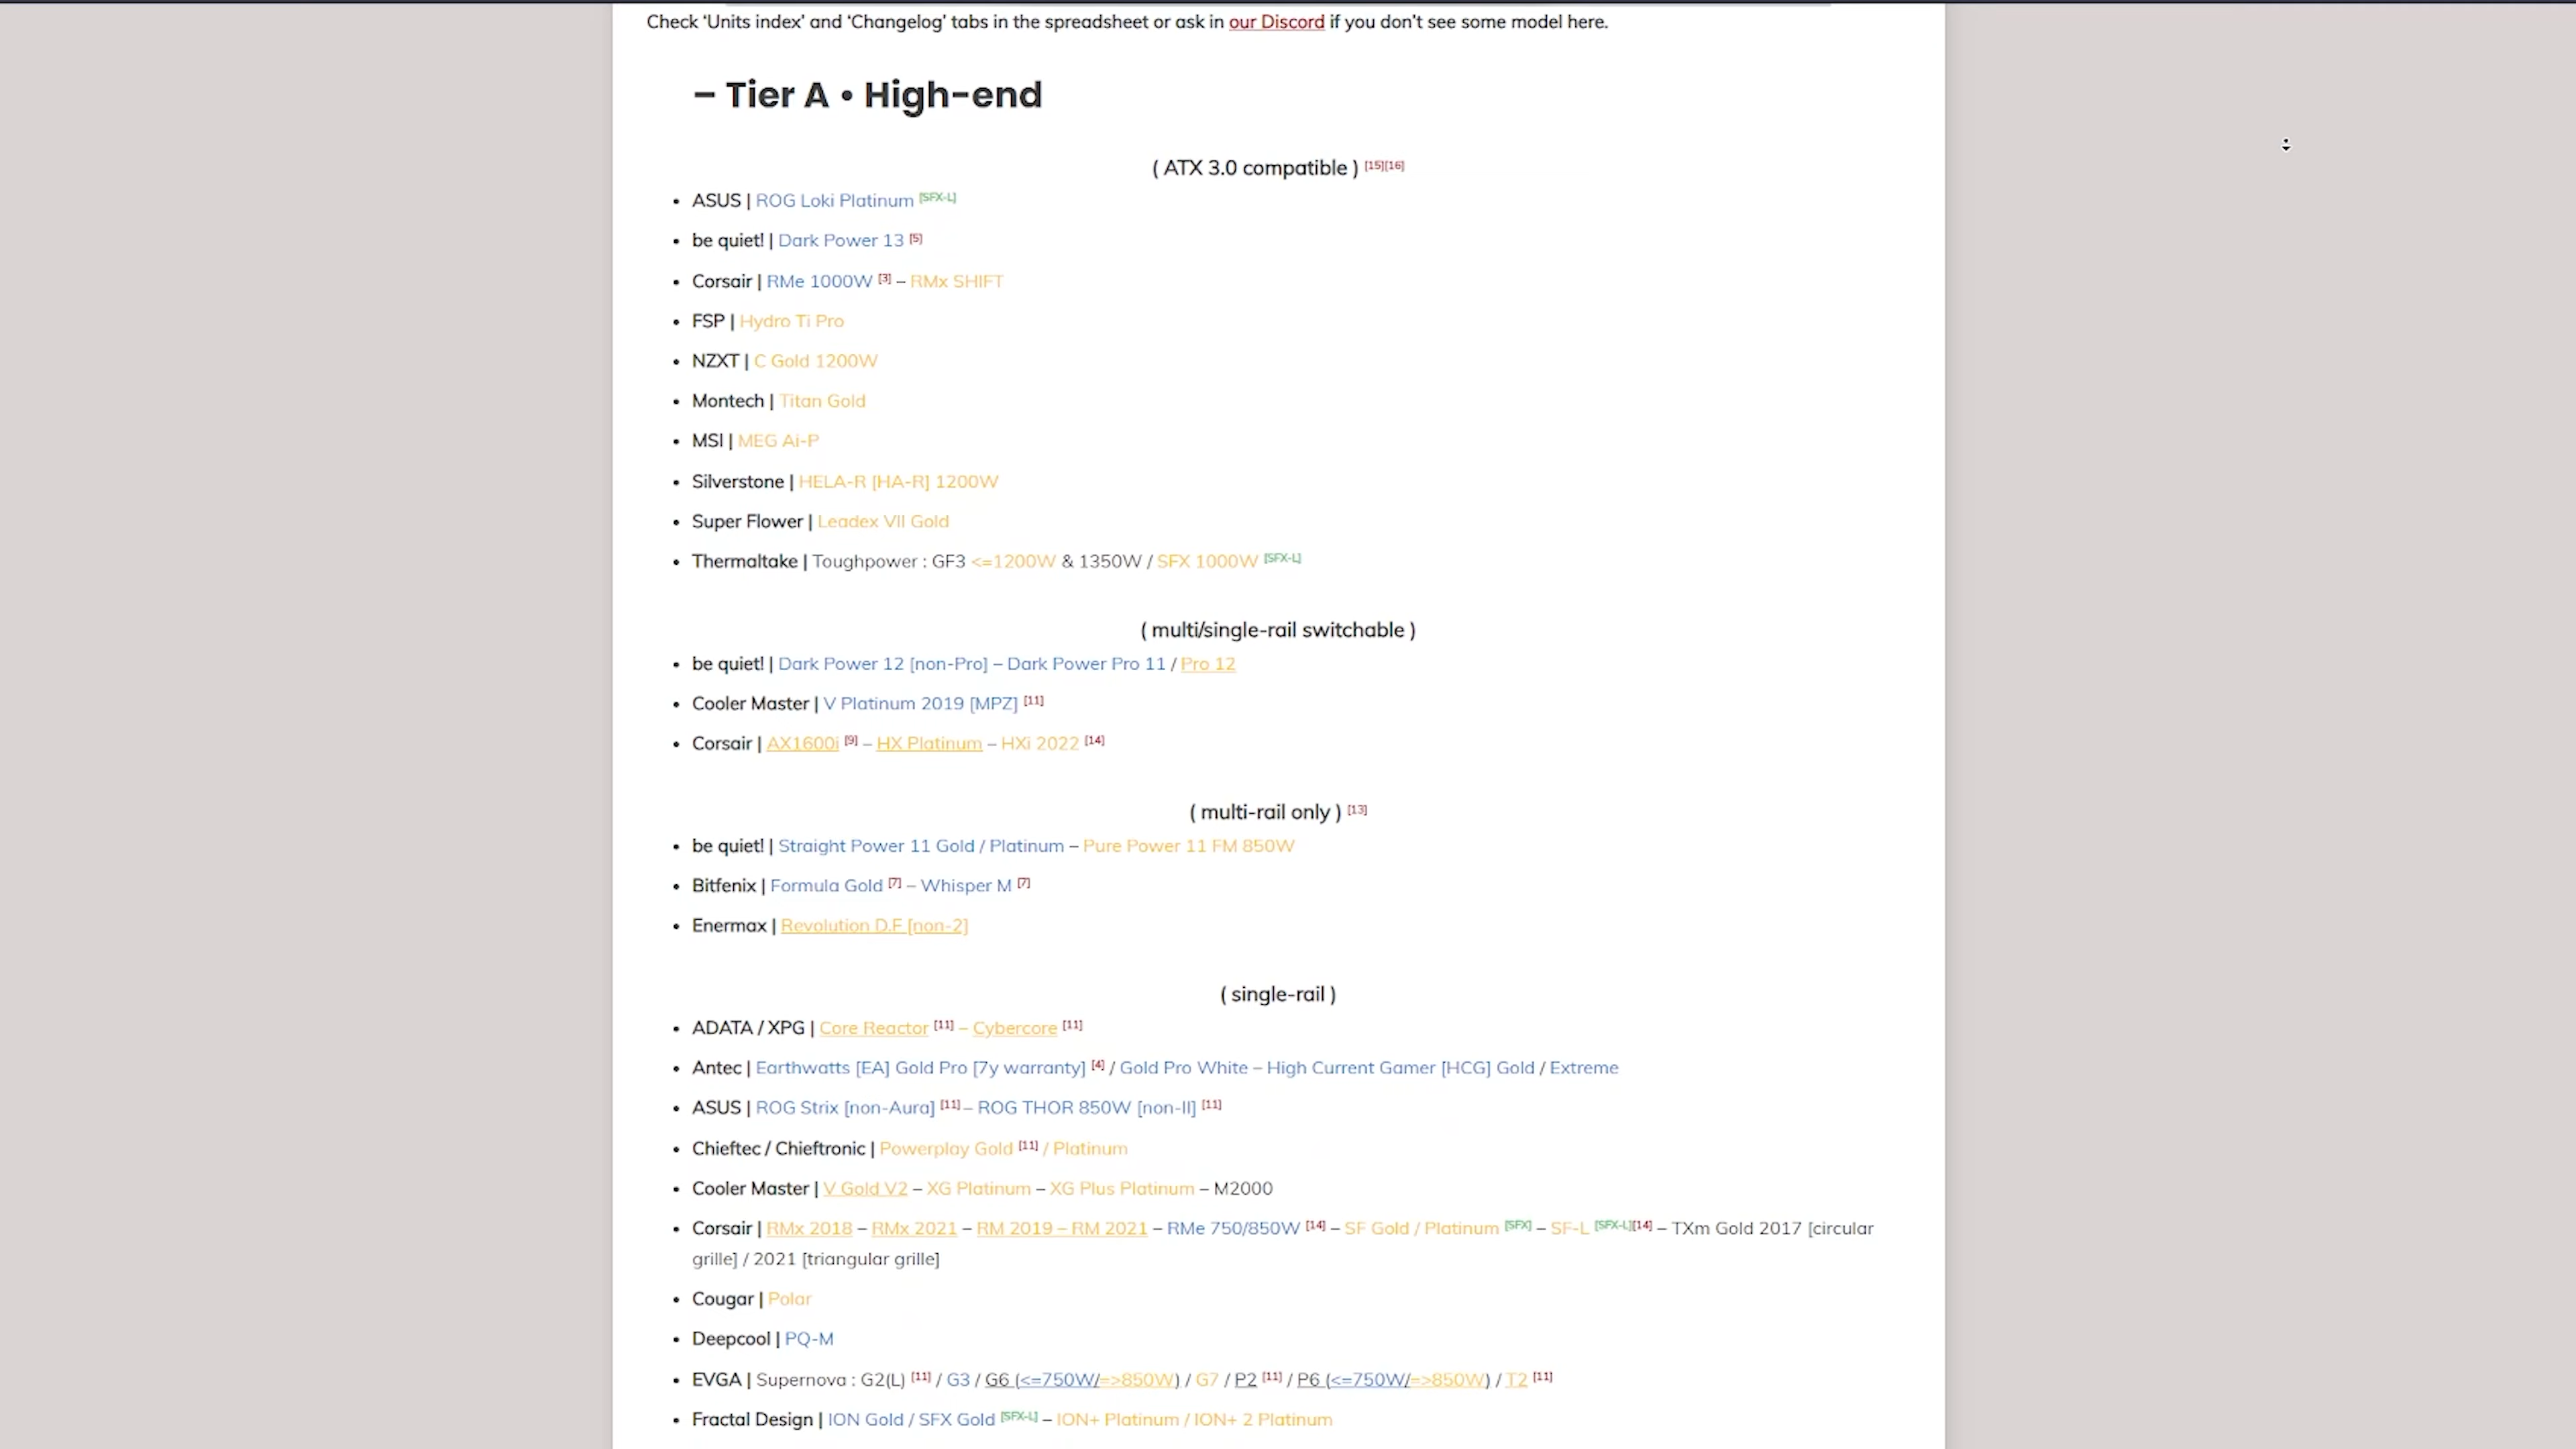 Check ‘Units index’ and ‘Changelog’ tabs in the spreadsheet or ask in our Discord if you don’t see some model here.
– Tier A • High-end
( ATX 3.0 compatible ) [15][16]
• ASUS | ROG Loki Platinum [SFX-L]
• be quiet! | Dark Power 13 [5]
• Corsair | RMe 1000W [3] – RMx SHIFT
• FSP | Hydro Ti Pro
• NZXT | C Gold 1200W
• Montech | Titan Gold
• MSI | MEG Ai-P
• Silverstone | HELA-R [HA-R] 1200W
• Super Flower | Leadex VII Gold
• Thermaltake | Toughpower : GF3 <=1200W & 1350W / SFX 1000W [SFX-L]
( multi/single-rail switchable )
• be quiet! | Dark Power 12 [non-Pro] – Dark Power Pro 11 / Pro 12
• Cooler Master | V Platinum 2019 [MPZ] [11]
• Corsair | AX1600i [9] – HX Platinum – HXi 2022 [14]
( multi-rail only ) [13]
• be quiet! | Straight Power 11 Gold / Platinum – Pure Power 11 FM 850W
• Bitfenix | Formula Gold [7] – Whisper M [7]
• Enermax | Revolution D.F [non-2]
( single-rail )
• ADATA / XPG | Core Reactor [11] – Cybercore [11]
• Antec | Earthwatts [EA] Gold Pro [7y warranty] [4] / Gold Pro White – High Current Gamer [HCG] Gold / Extreme
• ASUS | ROG Strix [non-Aura] [11] – ROG THOR 850W [non-II] [11]
• Chieftec / Chieftronic | Powerplay Gold [11] / Platinum
• Cooler Master | V Gold V2 – XG Platinum – XG Plus Platinum – M2000
• Corsair | RMx 2018 – RMx 2021 – RM 2019 – RM 2021 – RMe 750/850W [14] – SF Gold / Platinum [SFX] – SF-L [SFX-L][14] – TXm Gold 2017 [circular
grille] / 2021 [triangular grille]
• Cougar | Polar
• Deepcool | PQ-M
• EVGA | Supernova : G2(L) [11] / G3 / G6 (<=750W/=>850W) / G7 / P2 [11] / P6 (<=750W/=>850W) / T2 [11]
• Fractal Design | ION Gold / SFX Gold [SFX-L] – ION+ Platinum / ION+ 2 Platinum